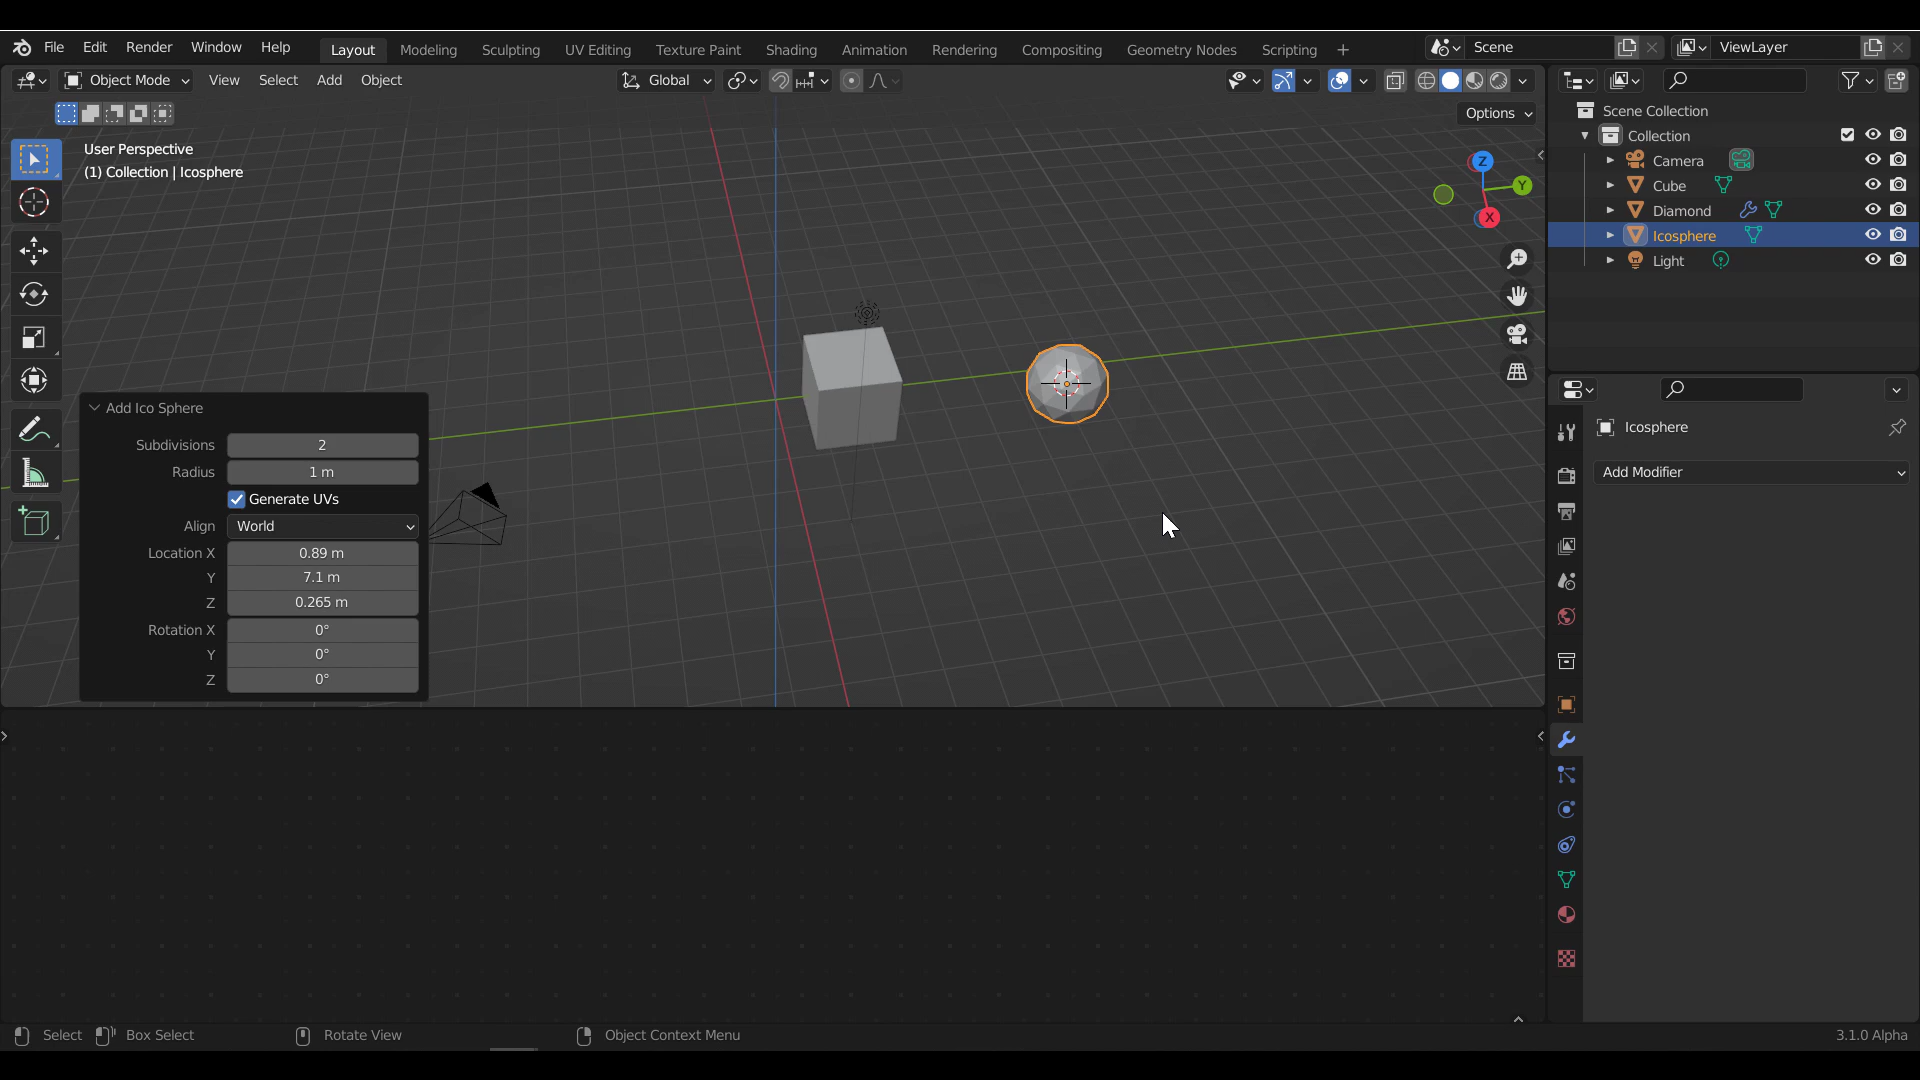 File Edit Render Window Help Layout Modeling Sculpting UV Editing Texture Paint Shading Animation Rendering Compositing Geometry Nodes Scripting Scene ViewLayer
Object Mode View Select Add Object Global
Options
User Perspective
(1) Collection | Icosphere
Z
Y
X
Add Ico Sphere
Subdivisions 2
Radius 1 m
Generate UVs
Align World
Location X 0.89 m
Y 7.1 m
Z 0.265 m
Rotation X 0°
Y 0°
Z 0°
Scene Collection
Collection
Camera
Cube
Diamond
Icosphere
Light
Icosphere
Add Modifier
Select Box Select Rotate View Object Context Menu 3.1.0 Alpha